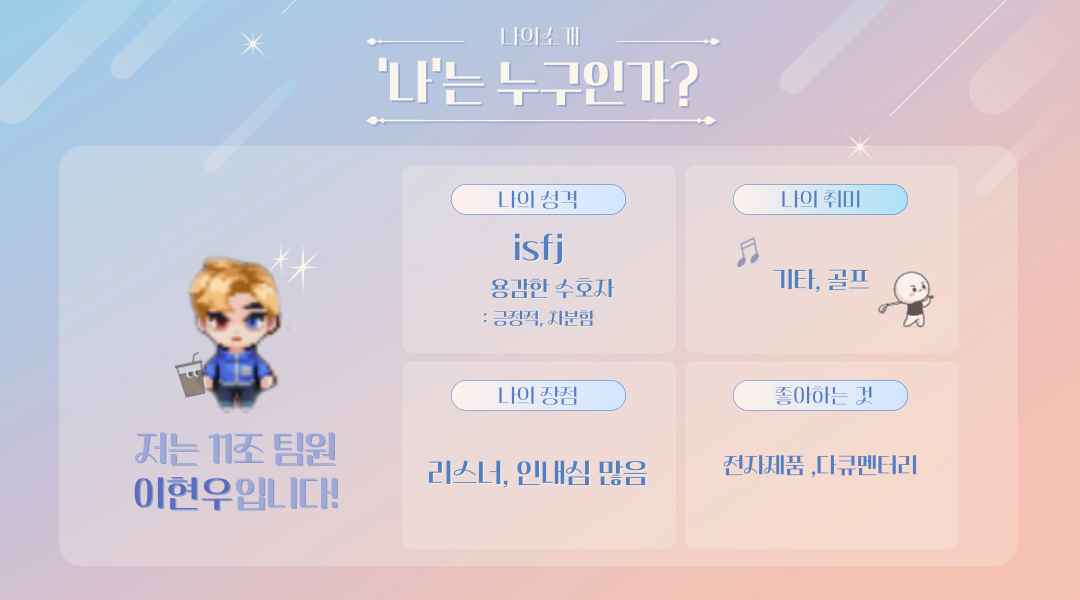 나의소개
'나'는 누구인가?
나의 성격
isfj
용감한 수호자
: 긍정적, 차분함
나의 취미
기타, 골프
저는 11조 팀원
이현우입니다!
나의 장점
리스너, 인내심 많음
좋아하는 것
전자제품 ,다큐멘터리